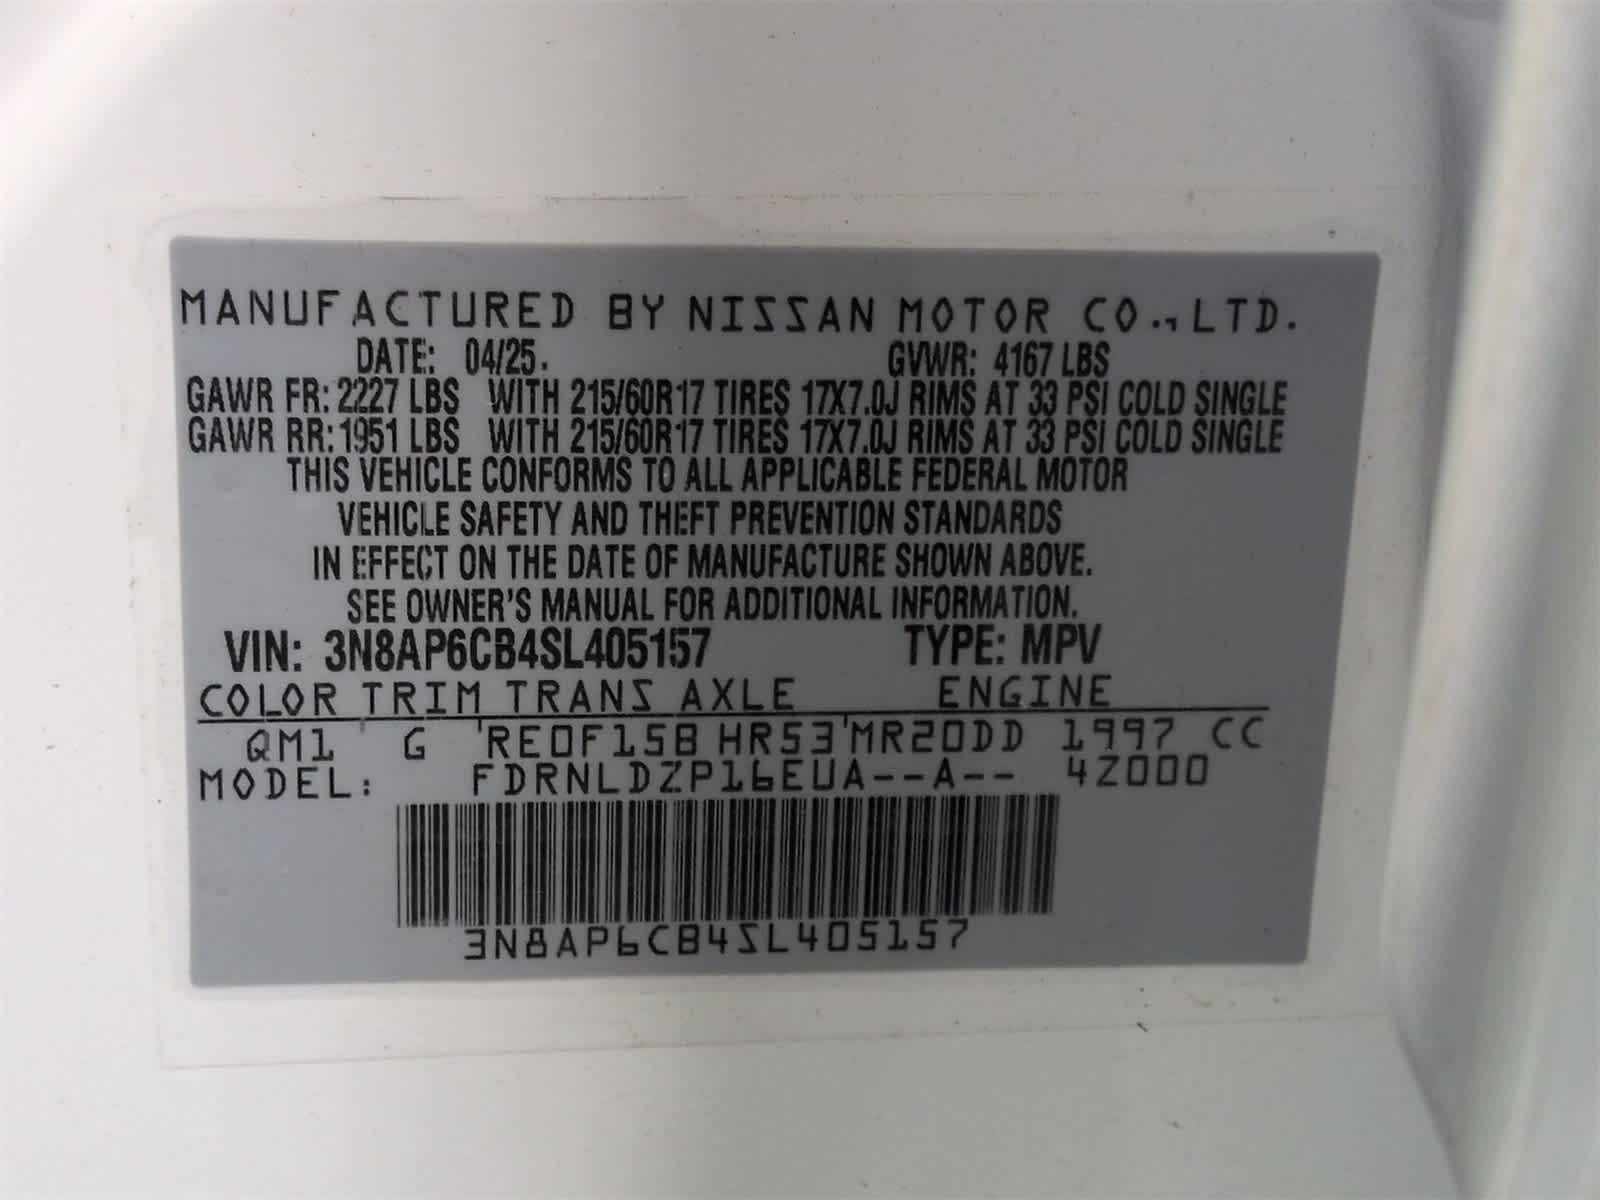 MANUFACTURED BY NISSAN MOTOR CO.,LTD.
DATE: 04/25. GVWR: 4167 LBS
GAWR FR: 2227 LBS WITH 215/60R17 TIRES 17X7.0J RIMS AT 33 PSI COLD SINGLE
GAWR RR: 1951 LBS WITH 215/60R17 TIRES 17X7.0J RIMS AT 33 PSI COLD SINGLE
THIS VEHICLE CONFORMS TO ALL APPLICABLE FEDERAL MOTOR
VEHICLE SAFETY AND THEFT PREVENTION STANDARDS
IN EFFECT ON THE DATE OF MANUFACTURE SHOWN ABOVE.
SEE OWNER'S MANUAL FOR ADDITIONAL INFORMATION.
VIN: 3N8AP6CB4SL405157 TYPE: MPV
COLOR TRIM TRANS AXLE ENGINE
QM1 G RE0F15B HR53 MR20DD 1997 CC
MODEL: FDRNLDZP16EUA--A-- 4Z000
3N8AP6CB4SL405157